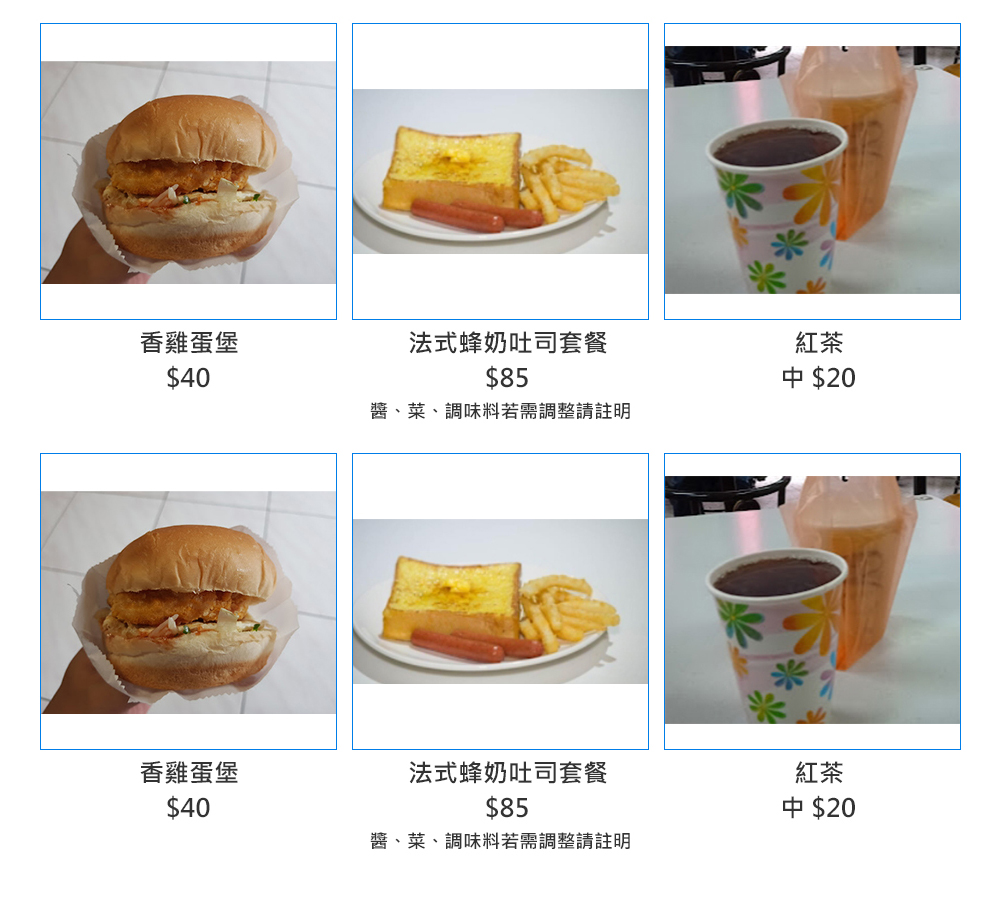 香雞蛋堡 法式蜂奶吐司套餐 紅茶
$40 $85 中 $20
醬、菜、調味料若需調整請註明
香雞蛋堡 法式蜂奶吐司套餐 紅茶
$40 $85 中 $20
醬、菜、調味料若需調整請註明